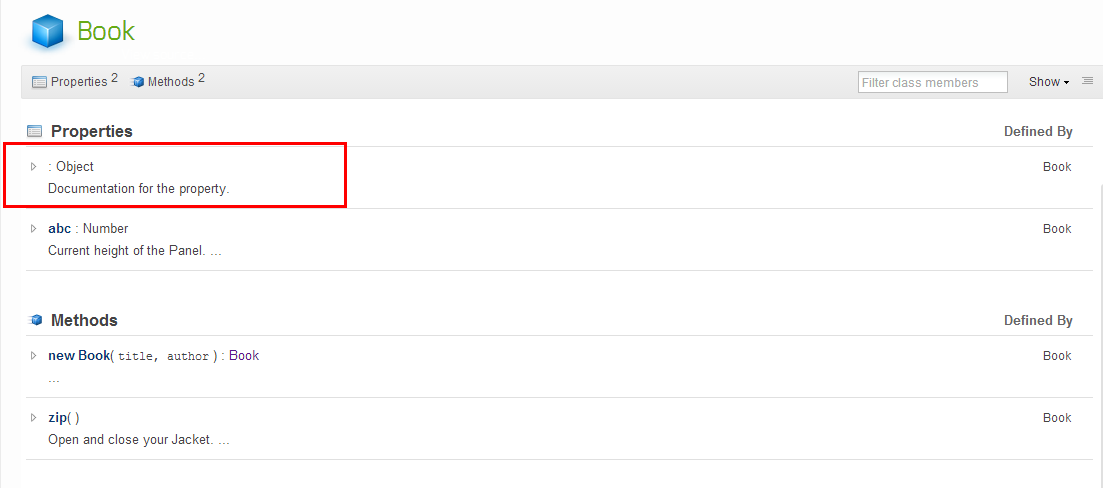 Book
Properties 2 Methods 2 Filter class members Show
Properties Defined By
: Object Book
Documentation for the property.
abc : Number Book
Current height of the Panel. ...
Methods Defined By
new Book( title, author ) : Book Book
...
zip( ) Book
Open and close your Jacket. ...